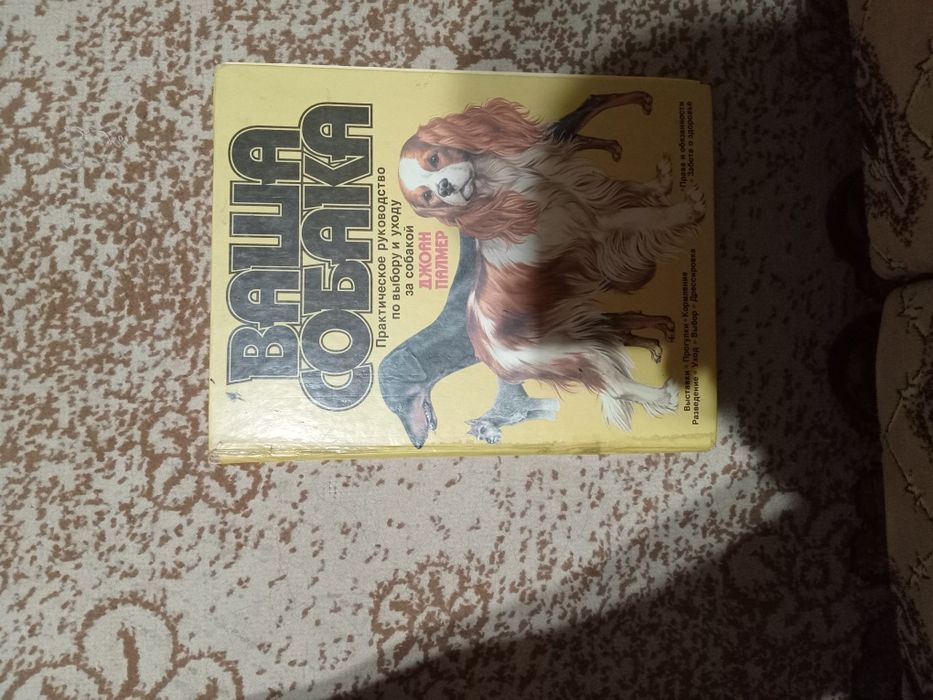 ВАША
СОБАКА
Практическое руководство
по выбору и уходу
за собакой
ДЖОАН
ПАЛМЕР
Выставки • Прогулки • Кормление
Разведение • Уход • Выбор • Дрессировка
• Права и обязанности
• Забота о здоровье